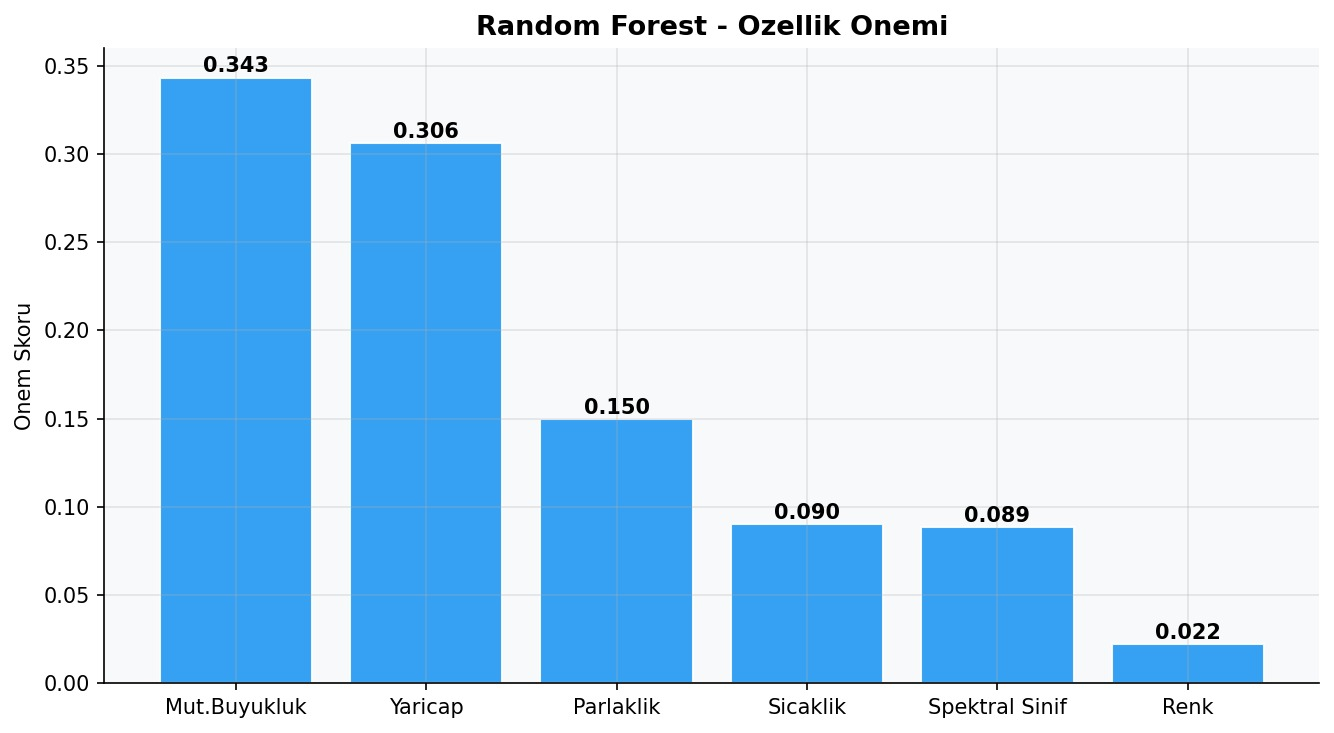 Random Forest - Ozellik Onemi
Onem Skoru
0.35
0.30
0.25
0.20
0.15
0.10
0.05
0.00
0.343
0.306
0.150
0.090
0.089
0.022
Mut.Buyukluk
Yaricap
Parlaklik
Sicaklik
Spektral Sinif
Renk